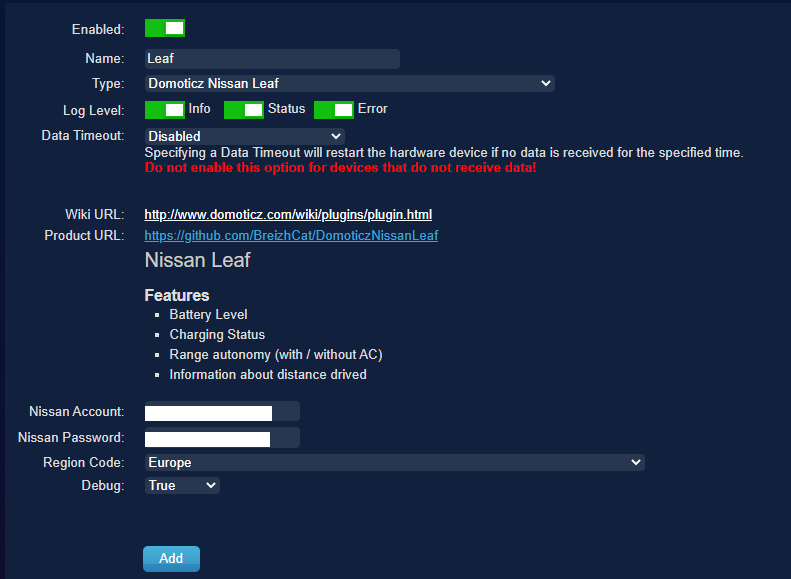 Enabled:
Name: Leaf
Type: Domoticz Nissan Leaf
Log Level: Info Status Error
Data Timeout: Disabled
Specifying a Data Timeout will restart the hardware device if no data is received for the specified time.
Do not enable this option for devices that do not receive data!
Wiki URL: http://www.domoticz.com/wiki/plugins/plugin.html
Product URL: https://github.com/BreizhCat/DomoticzNissanLeaf
Nissan Leaf
Features
Battery Level
Charging Status
Range autonomy (with / without AC)
Information about distance drived
Nissan Account:
Nissan Password:
Region Code: Europe
Debug: True
Add